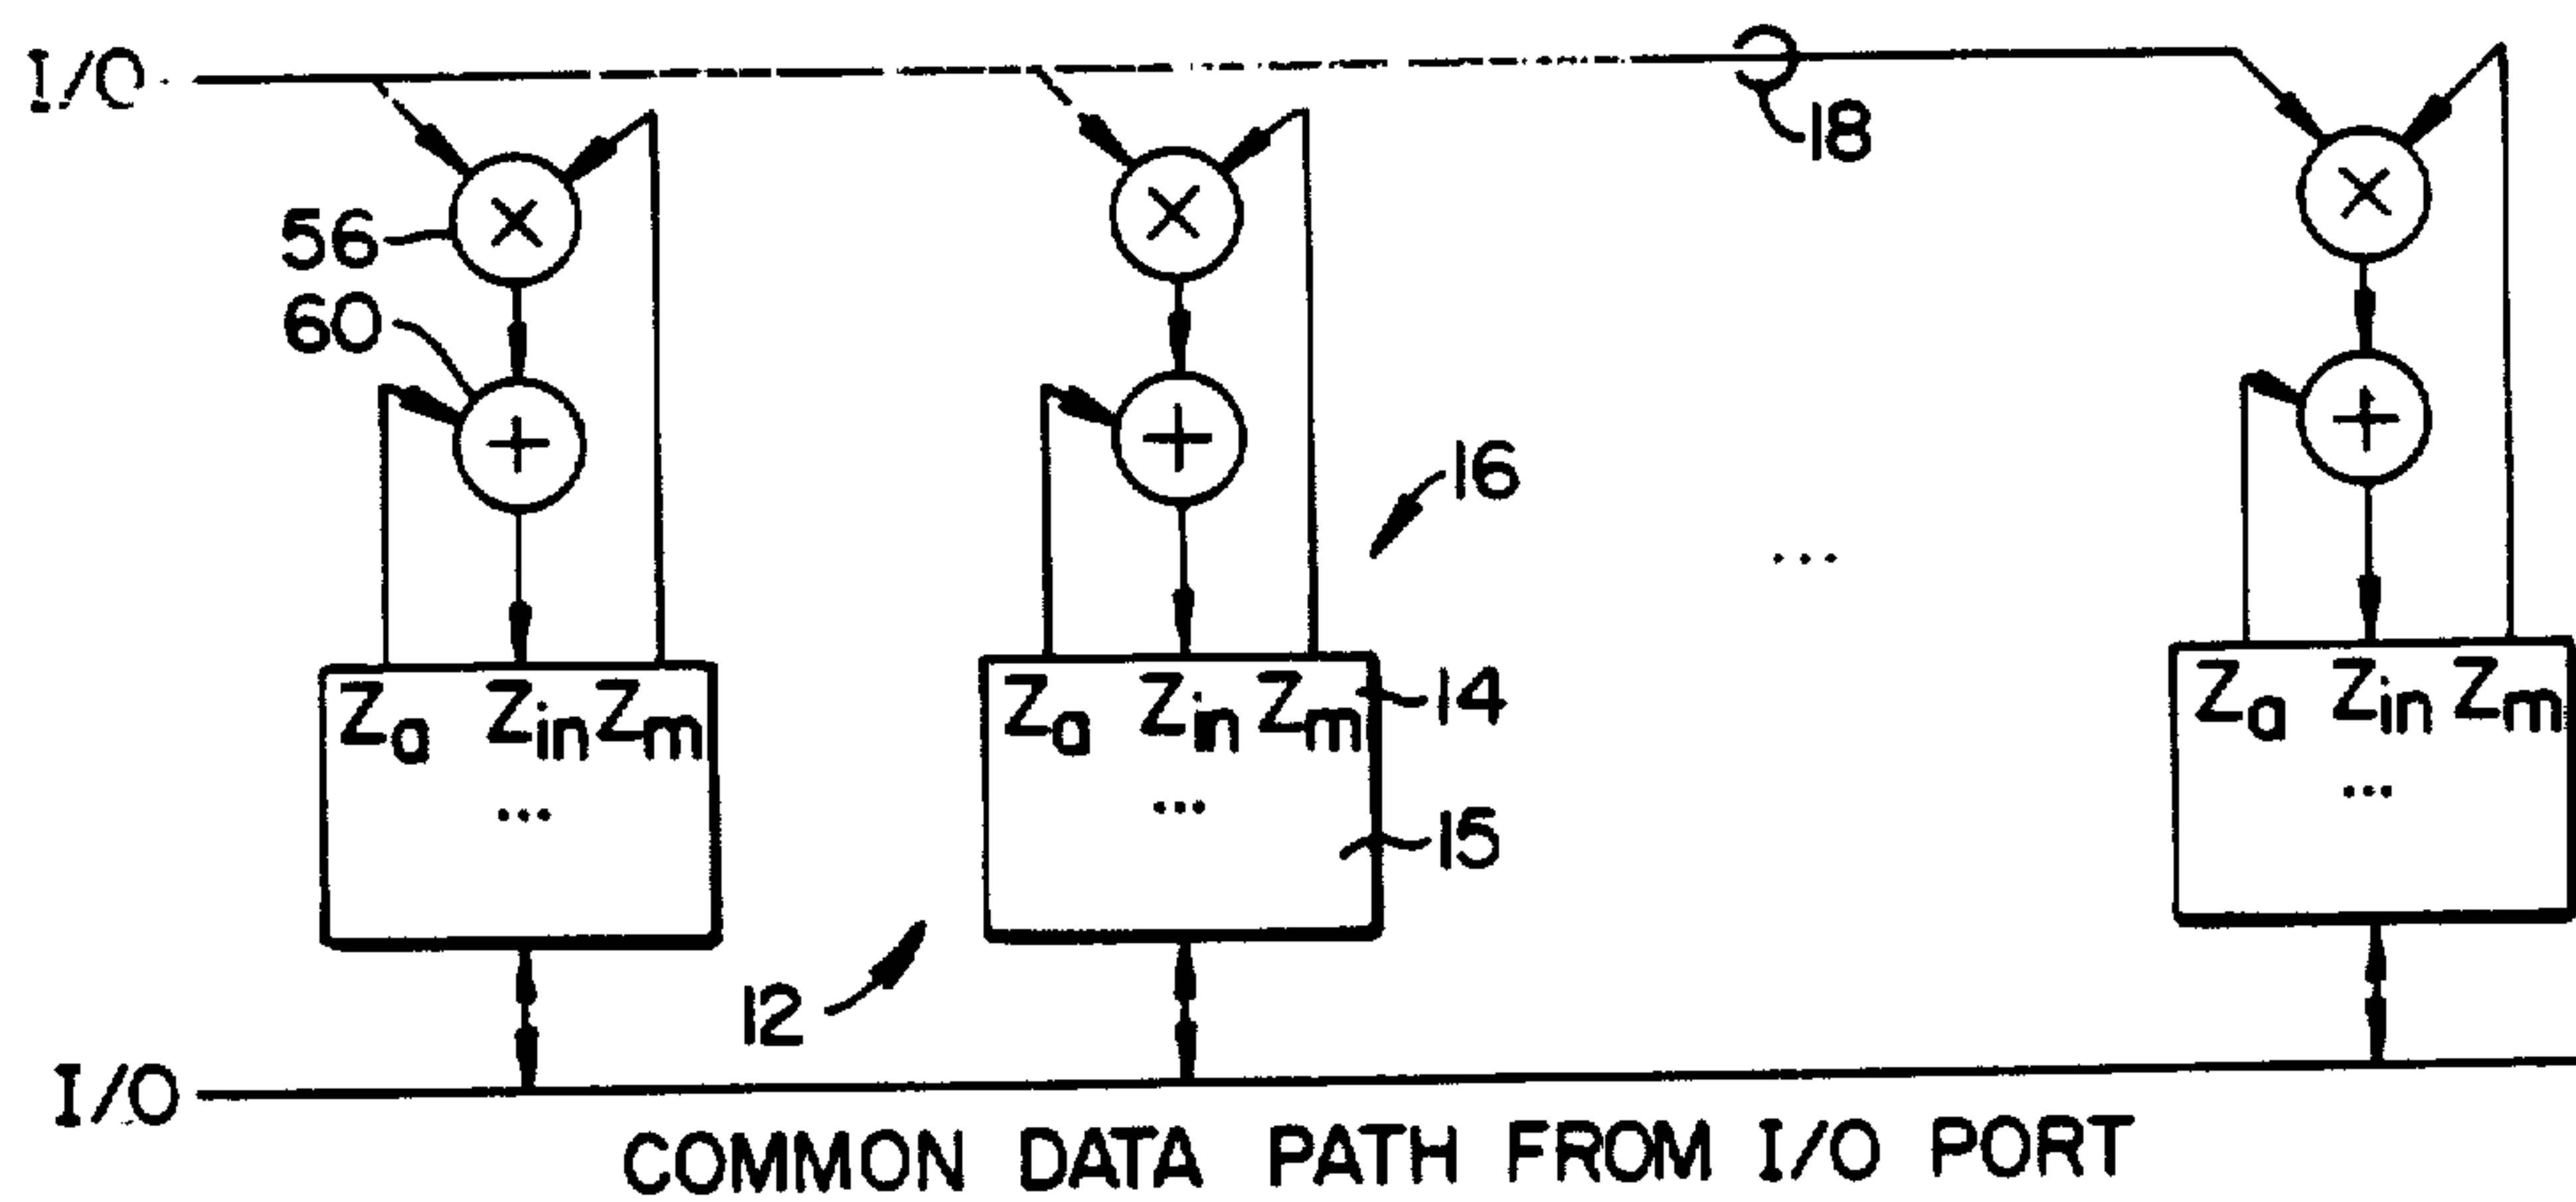 I/O
18
56
60
16
Za Zin Zm
...
Za Zin Zm
...
14
15
...
Za Zin Zm
...
12
I/O
COMMON DATA PATH FROM I/O PORT